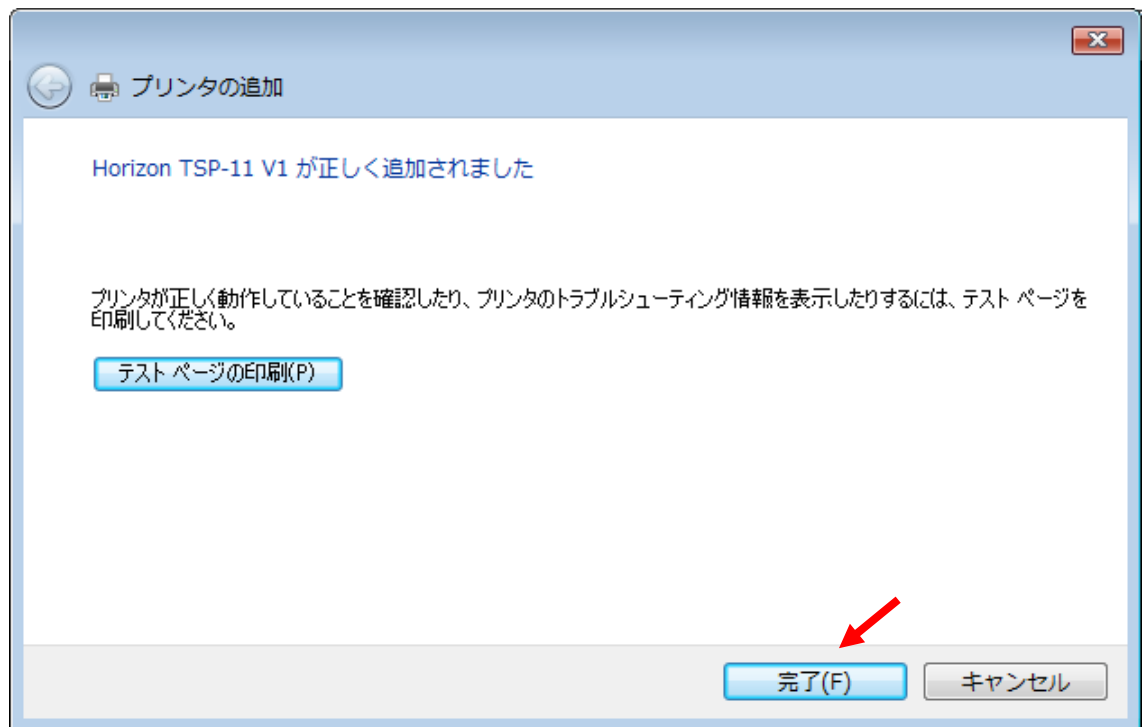 プリンタの追加
Horizon TSP-11 V1 が正しく追加されました
プリンタが正しく動作していることを確認したり、プリンタのトラブルシューティング情報を表示したりするには、テスト ページを
印刷してください。
テスト ページの印刷(P)
完了(F)
キャンセル